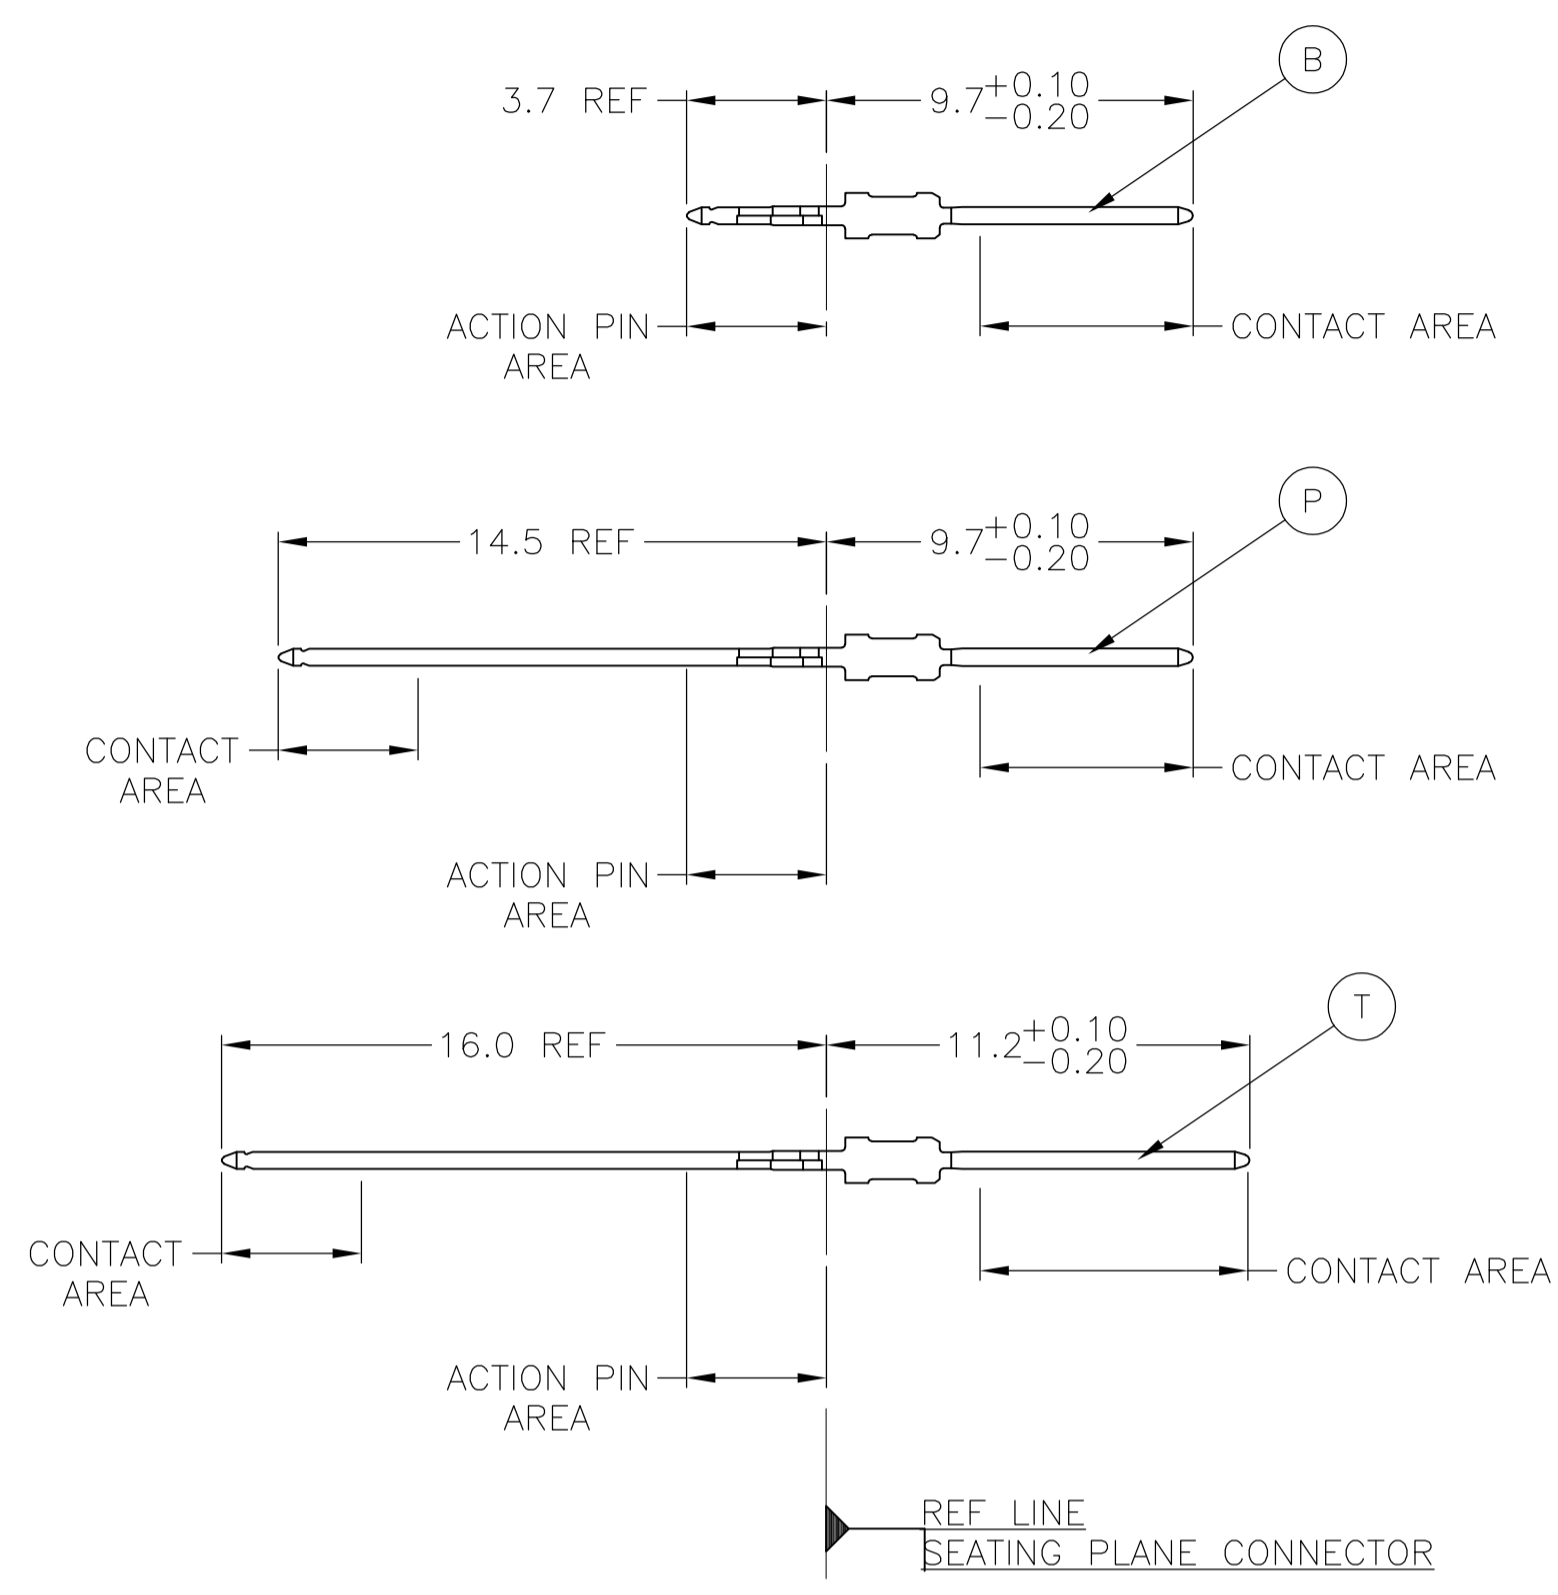 B
3.7 REF
9.7 +0.10
-0.20
ACTION PIN
AREA
CONTACT AREA
P
14.5 REF
9.7 +0.10
-0.20
CONTACT
AREA
CONTACT AREA
ACTION PIN
AREA
T
16.0 REF
11.2 +0.10
-0.20
CONTACT
AREA
CONTACT AREA
ACTION PIN
AREA
REF LINE
SEATING PLANE CONNECTOR